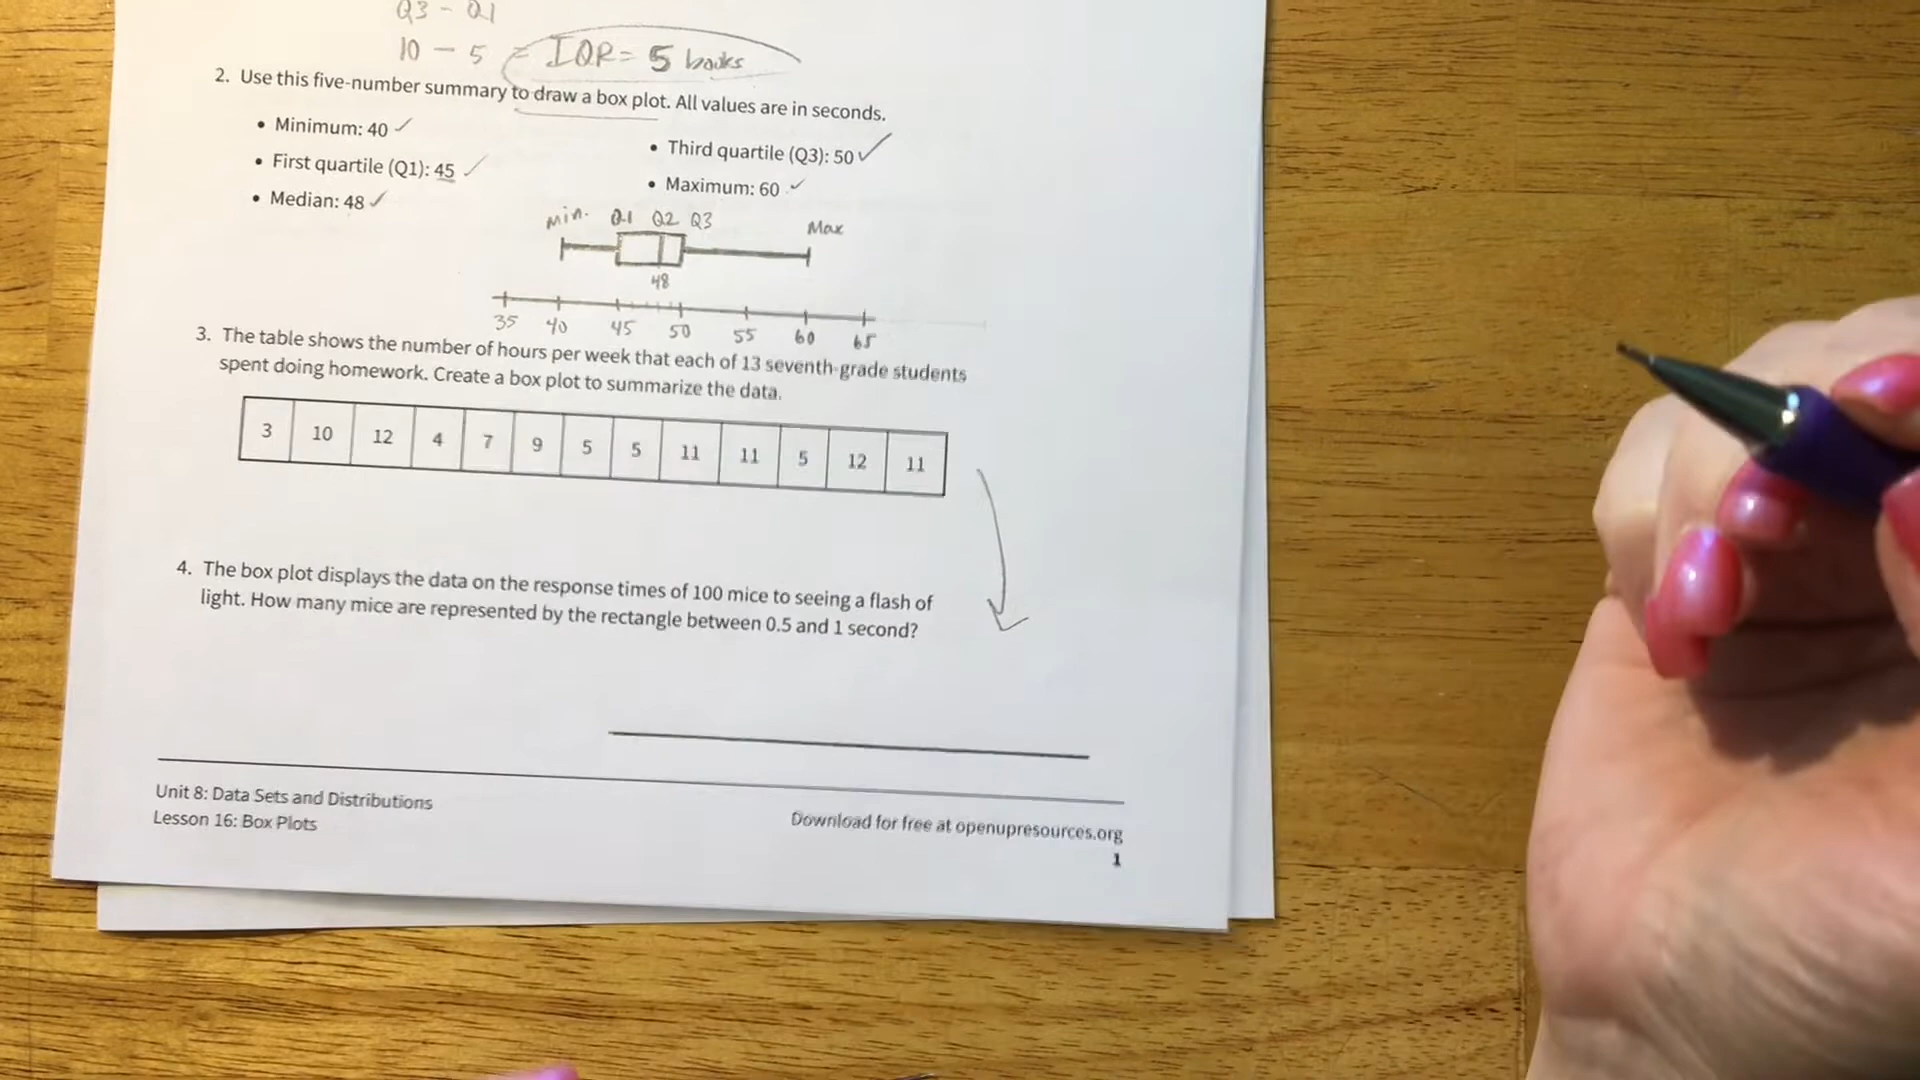 Q3 - Q1
10 - 5 = IQR = 5 books
2. Use this five-number summary to draw a box plot. All values are in seconds.
• Minimum: 40 ✓
• First quartile (Q1): 45 ✓
• Median: 48 ✓
• Third quartile (Q3): 50 ✓
• Maximum: 60 ✓
Min. Q1 Q2 Q3 Max
48
35 40 45 50 55 60 65
3. The table shows the number of hours per week that each of 13 seventh-grade students
spent doing homework. Create a box plot to summarize the data.
3 10 12 4 7 9 5 5 11 11 5 12 11
4. The box plot displays the data on the response times of 100 mice to seeing a flash of
light. How many mice are represented by the rectangle between 0.5 and 1 second?
Unit 8: Data Sets and Distributions
Lesson 16: Box Plots
Download for free at openupresources.org
1